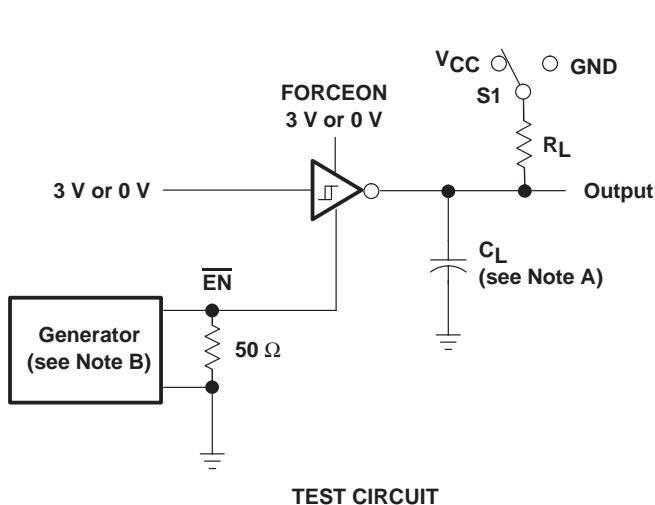 VCC GND
S1
FORCEON
3 V or 0 V
RL
3 V or 0 V
Output
CL
(see Note A)
EN
Generator
(see Note B)
50 Ω
TEST CIRCUIT